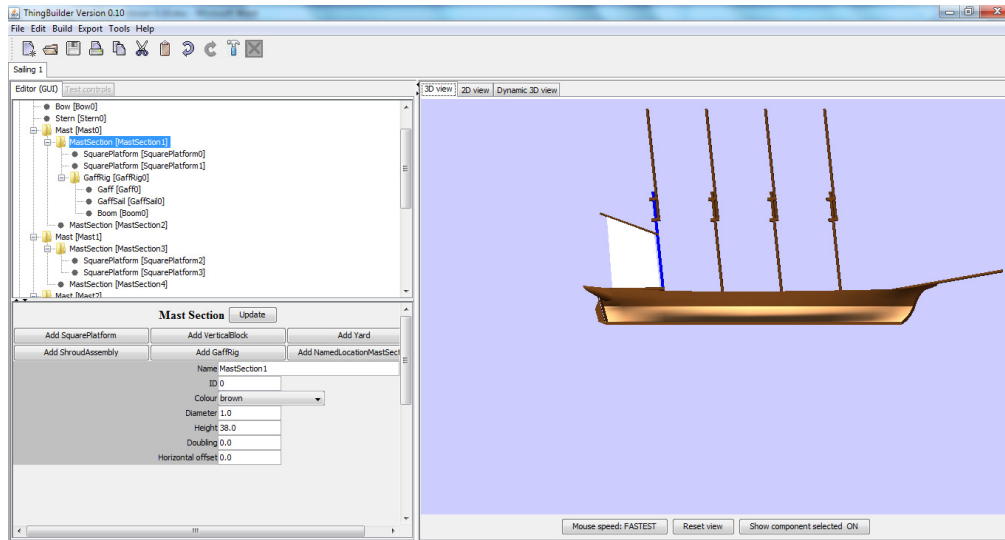 ThingBuilder Version 0.10
File Edit Build Export Tools Help
Sailing 1
Editor (GUI) Test controls
Bow [Bow0]
Stern [Stern0]
Mast [Mast0]
MastSection [MastSection1]
SquarePlatform [SquarePlatform0]
SquarePlatform [SquarePlatform1]
GaffRig [GaffRig0]
Gaff [Gaff0]
GaffSail [GaffSail0]
Boom [Boom0]
MastSection [MastSection2]
Mast [Mast1]
MastSection [MastSection3]
SquarePlatform [SquarePlatform2]
SquarePlatform [SquarePlatform3]
MastSection [MastSection4]
Mast [Mast2]
Mast Section Update
Add SquarePlatform Add VerticalBlock Add Yard
Add ShroudAssembly Add GaffRig Add NamedLocationMastSect
Name MastSection1
ID 0
Colour brown
Diameter 1.0
Height 38.0
Doubling 0.0
Horizontal offset 0.0
3D view 2D view Dynamic 3D view
Mouse speed: FASTEST Reset view Show component selected ON